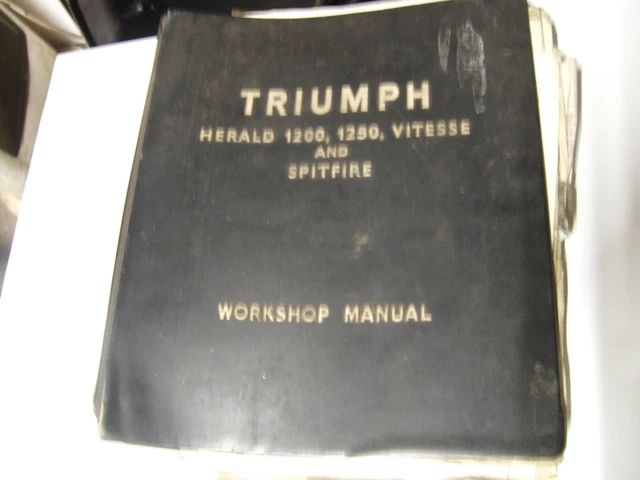 TRIUMPH
HERALD 1200, 1250, VITESSE
AND
SPITFIRE
WORKSHOP MANUAL